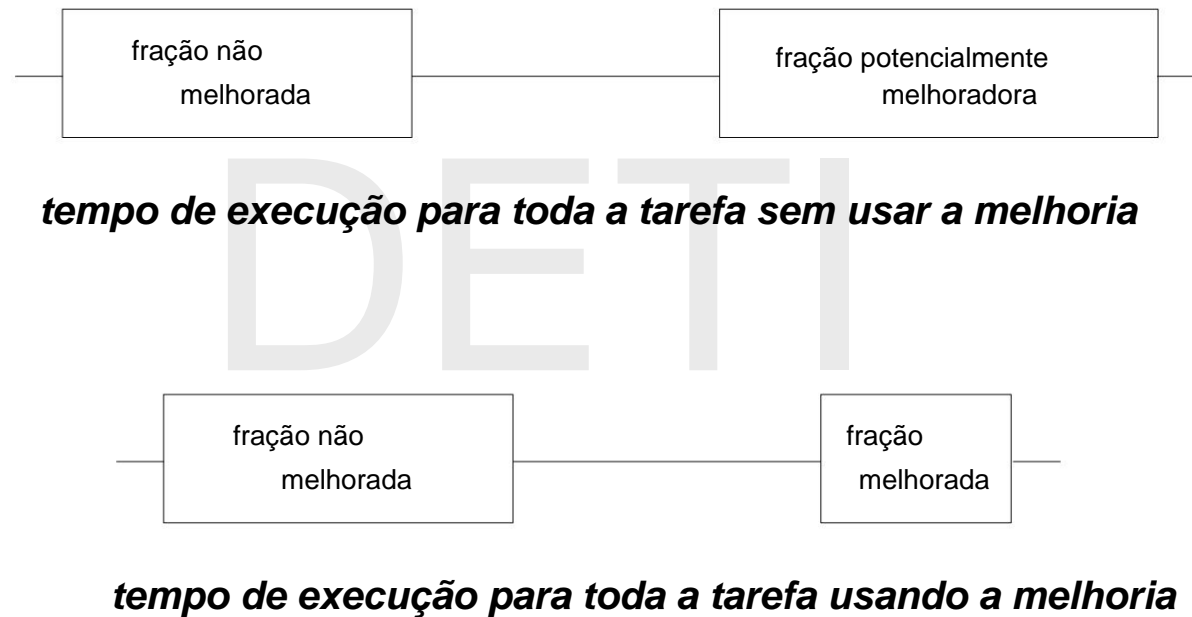 fração não
melhorada
fração potencialmente
melhoradora
tempo de execução para toda a tarefa sem usar a melhoria
DETI
fração não
melhorada
fração
melhorada
tempo de execução para toda a tarefa usando a melhoria